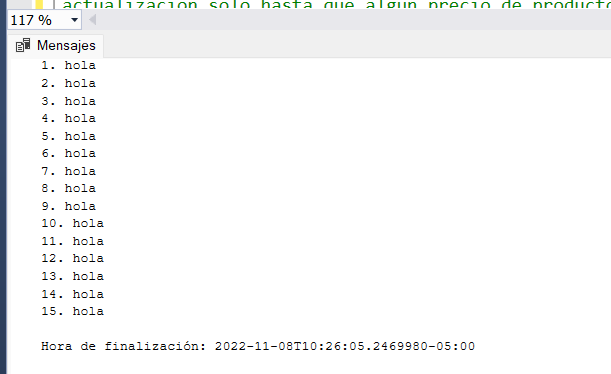 actualizacion solo hasta que algun precio de producto
117 %
Mensajes
1. hola
2. hola
3. hola
4. hola
5. hola
6. hola
7. hola
8. hola
9. hola
10. hola
11. hola
12. hola
13. hola
14. hola
15. hola
Hora de finalización: 2022-11-08T10:26:05.2469980-05:00